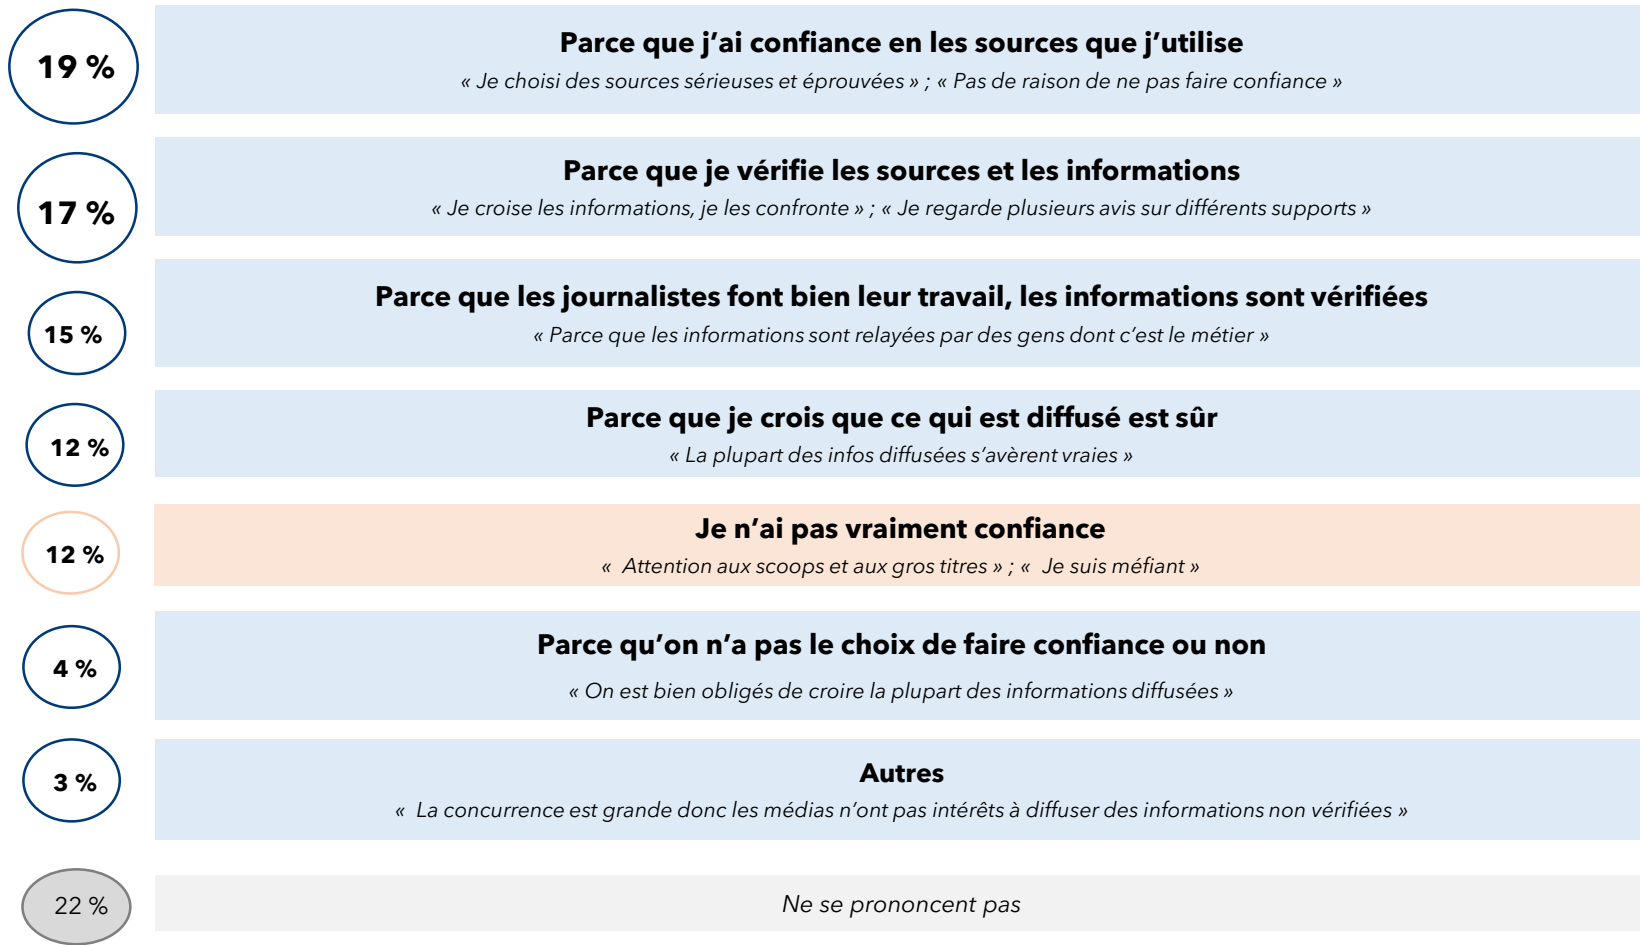 19 %
Parce que j’ai confiance en les sources que j’utilise
« Je choisi des sources sérieuses et éprouvées » ; « Pas de raison de ne pas faire confiance »
17 %
Parce que je vérifie les sources et les informations
« Je croise les informations, je les confronte » ; « Je regarde plusieurs avis sur différents supports »
15 %
Parce que les journalistes font bien leur travail, les informations sont vérifiées
« Parce que les informations sont relayées par des gens dont c’est le métier »
12 %
Parce que je crois que ce qui est diffusé est sûr
« La plupart des infos diffusées s’avèrent vraies »
12 %
Je n’ai pas vraiment confiance
« Attention aux scoops et aux gros titres » ; « Je suis méfiant »
4 %
Parce qu’on n’a pas le choix de faire confiance ou non
« On est bien obligés de croire la plupart des informations diffusées »
3 %
Autres
« La concurrence est grande donc les médias n’ont pas intérêts à diffuser des informations non vérifiées »
22 %
Ne se prononcent pas